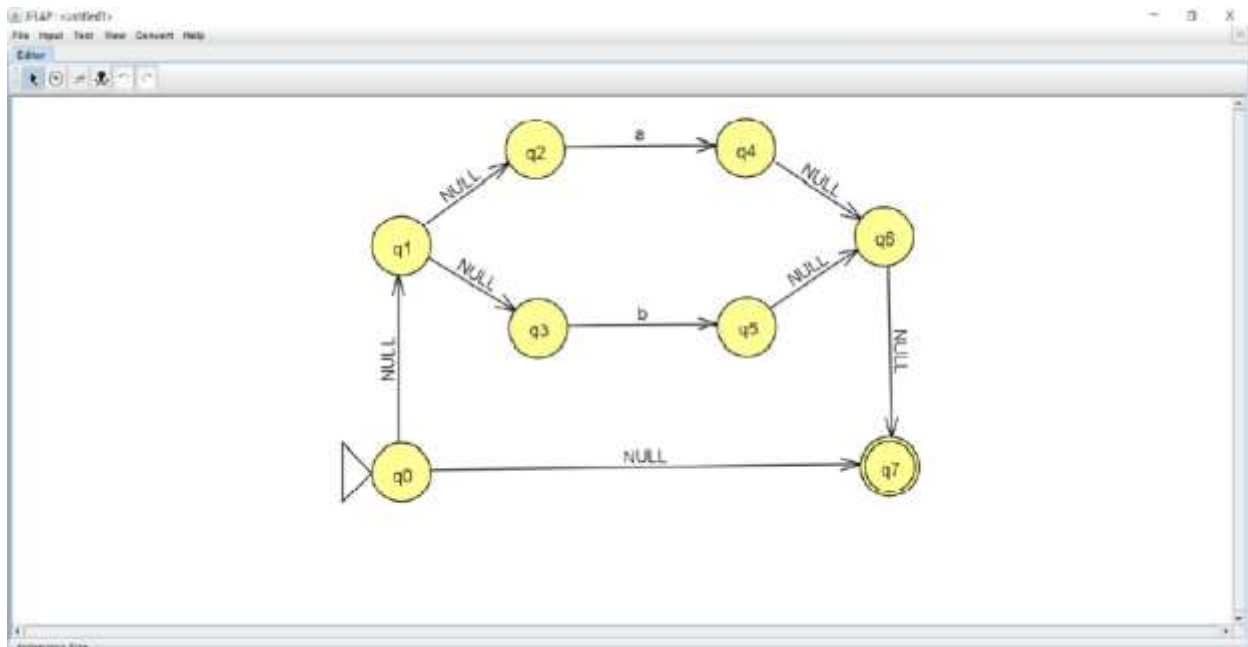 JFLAP: <untitled1>
File Input Test View Convert Help
Editor
a
q2 q4
NULL NULL
q1 q6
NULL NULL
b
q3 q5
NULL NULL
NULL
q0 q7